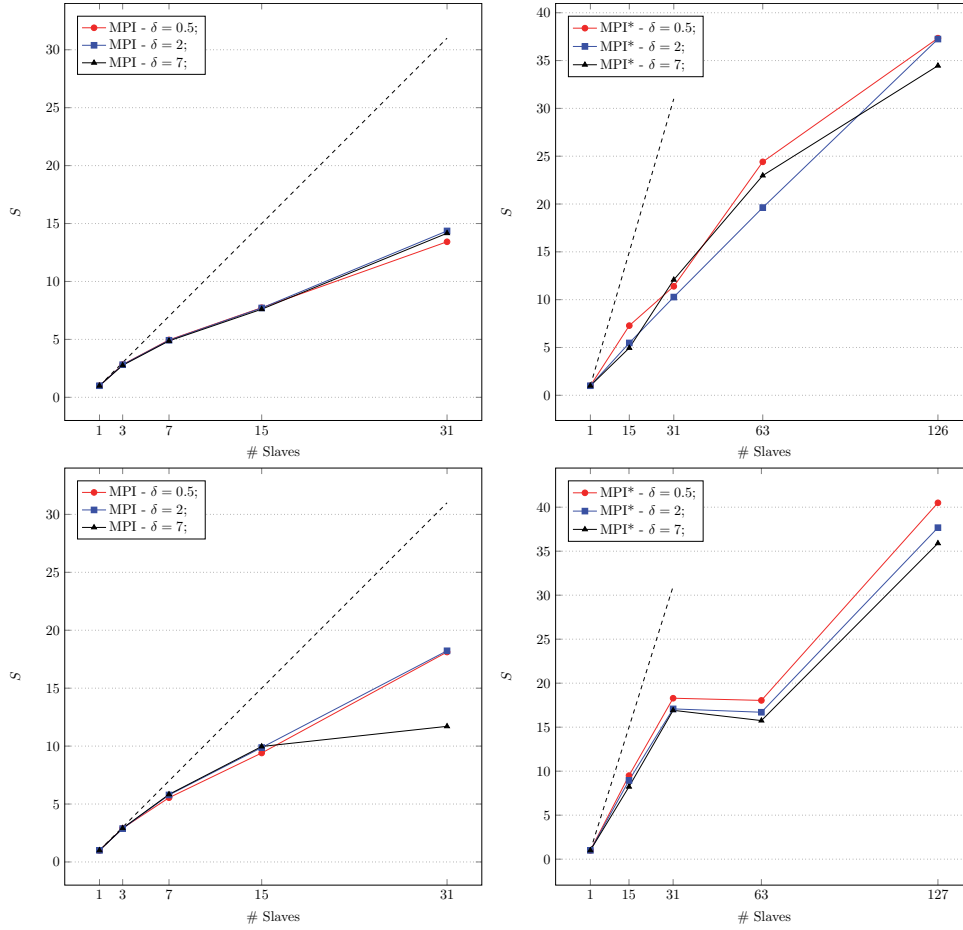 MPI - δ = 0.5;
MPI - δ = 2;
MPI - δ = 7;
30
25
20
15
10
5
0
S
1 3 7 15 31
# Slaves
MPI* - δ = 0.5;
MPI* - δ = 2;
MPI* - δ = 7;
40
35
30
25
20
15
10
5
0
S
1 15 31 63 126
# Slaves
MPI - δ = 0.5;
MPI - δ = 2;
MPI - δ = 7;
30
25
20
15
10
5
0
S
1 3 7 15 31
# Slaves
MPI* - δ = 0.5;
MPI* - δ = 2;
MPI* - δ = 7;
40
35
30
25
20
15
10
5
0
S
1 15 31 63 127
# Slaves